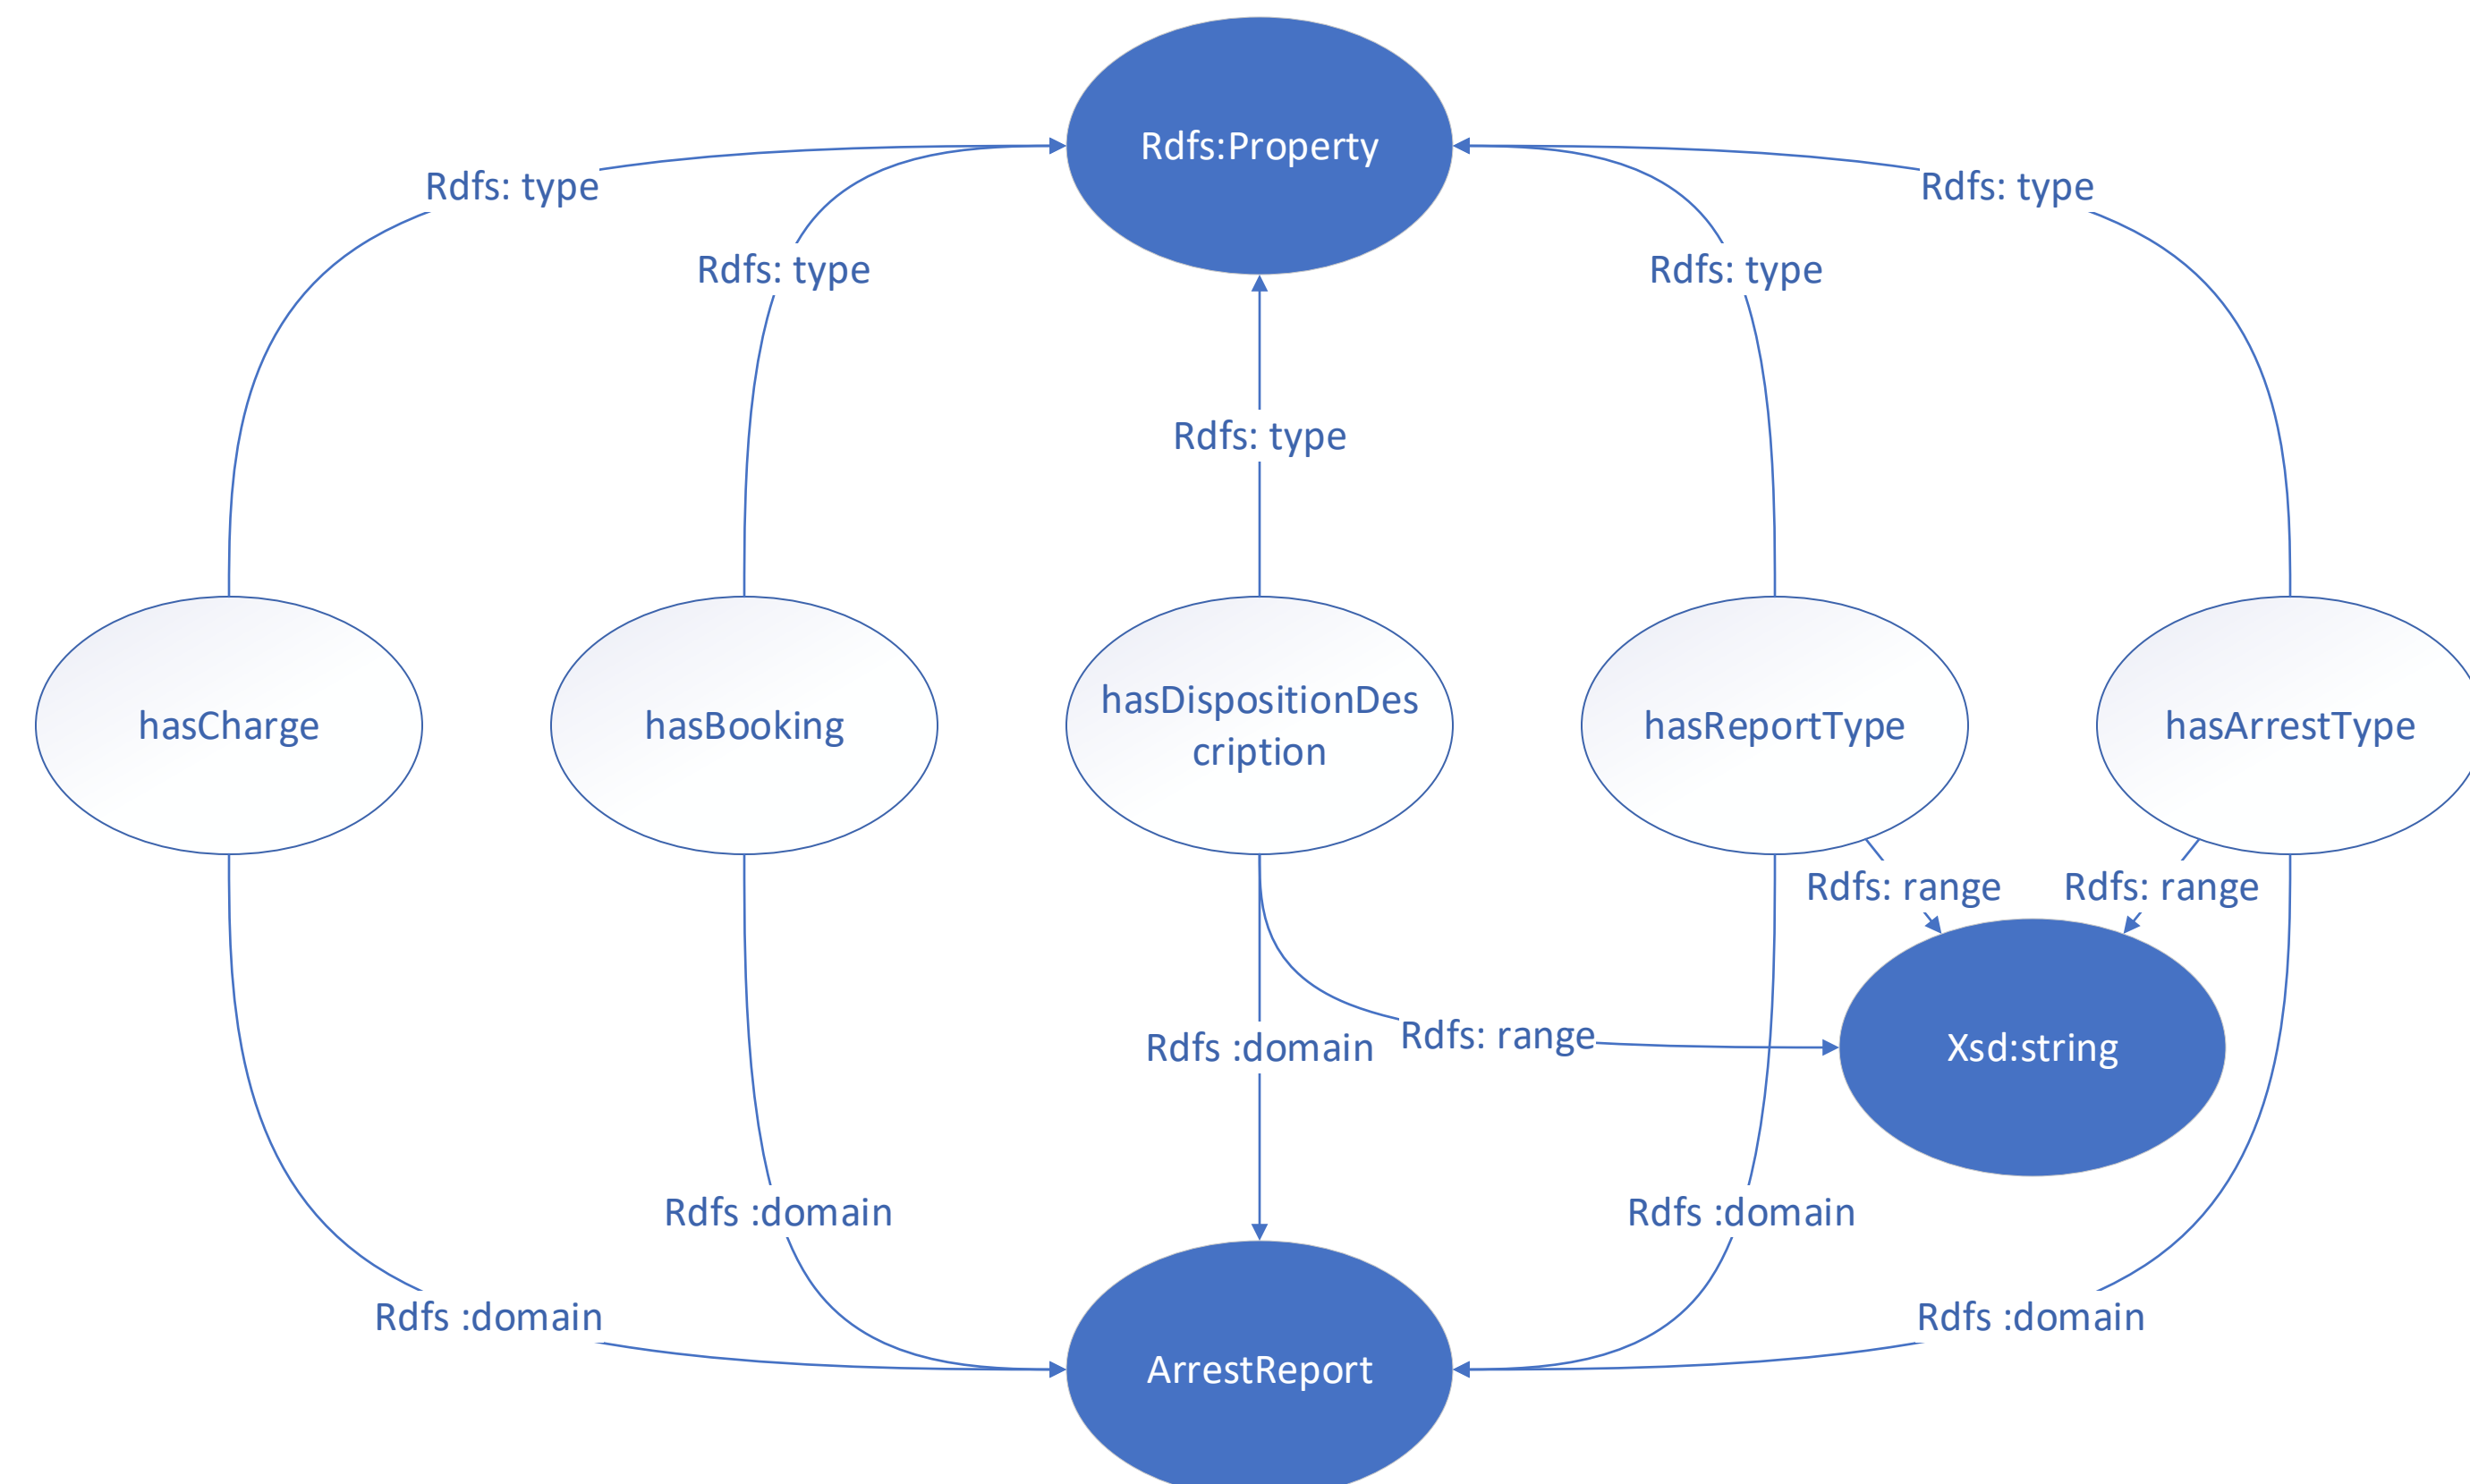 Rdfs:Property
Rdfs: type
Rdfs: type
Rdfs: type
Rdfs: type
Rdfs: type
hasCharge
hasBooking
hasDispositionDes
cription
hasReportType
hasArrestType
Rdfs: range
Rdfs: range
Rdfs :domain
Rdfs: range
Xsd:string
Rdfs :domain
Rdfs :domain
Rdfs :domain
Rdfs :domain
ArrestReport